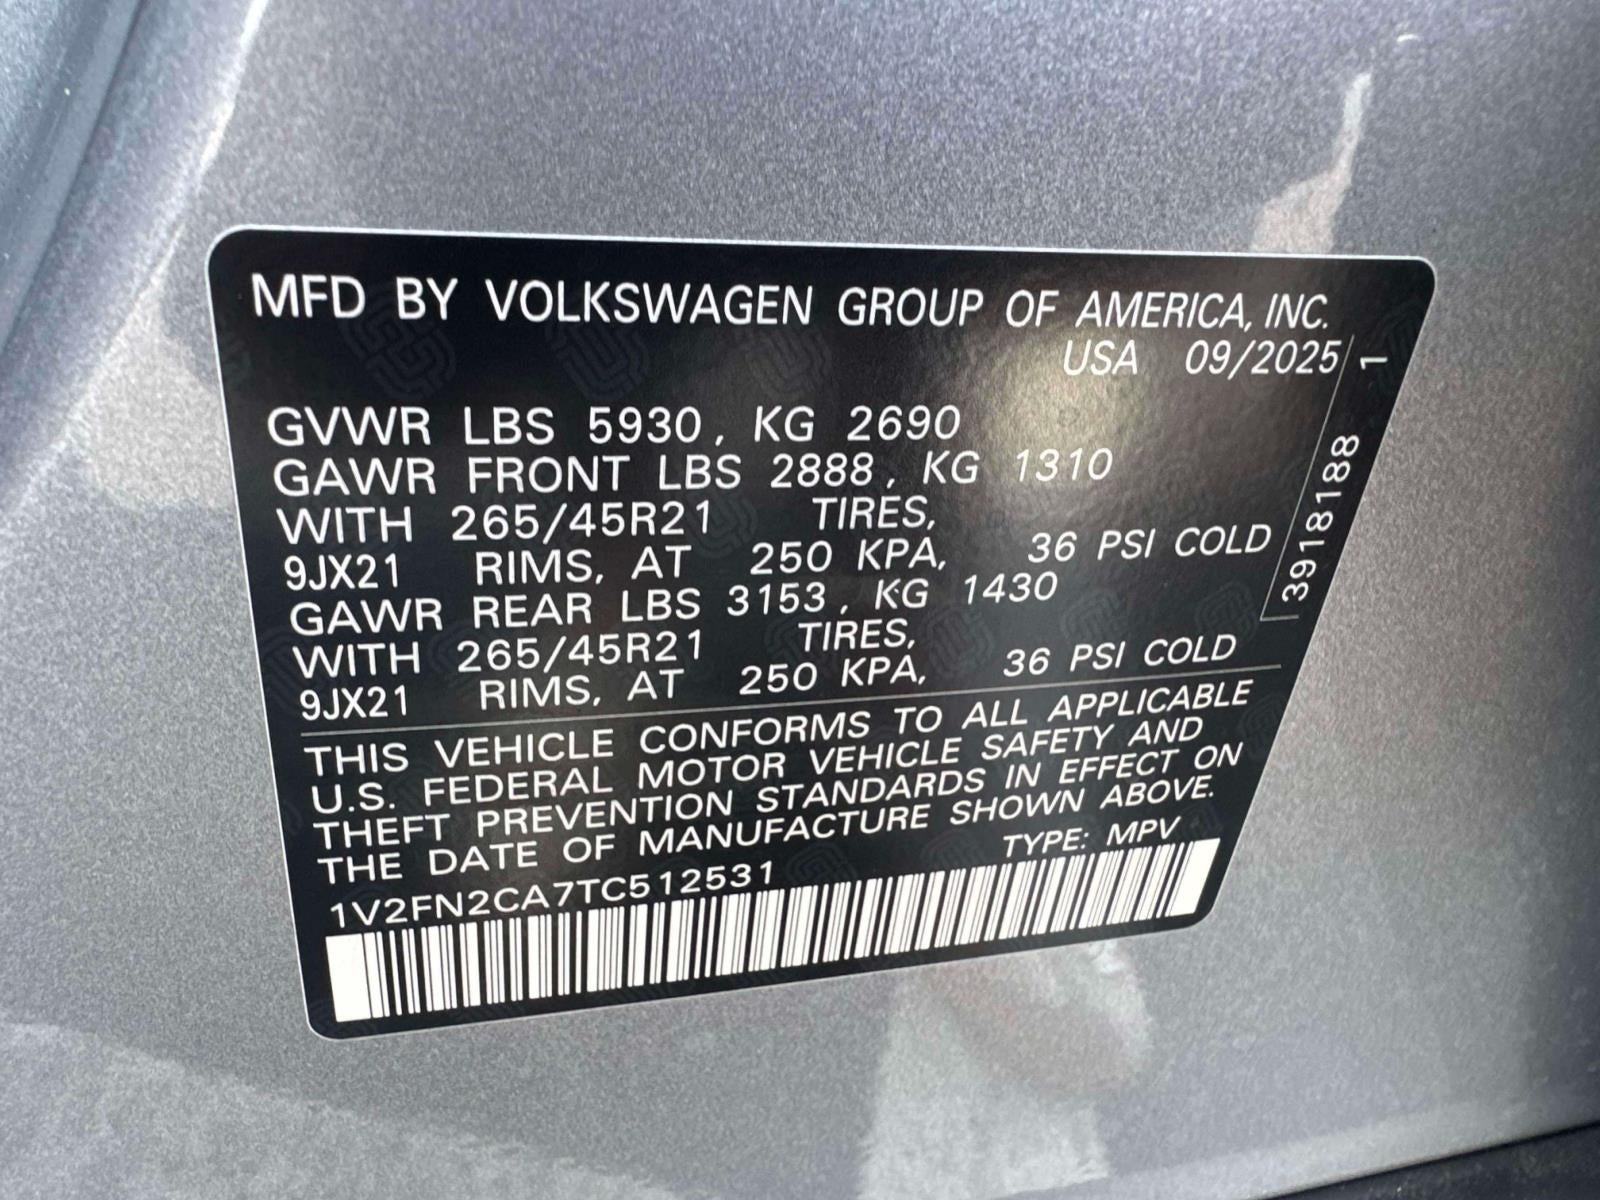 MFD BY VOLKSWAGEN GROUP OF AMERICA, INC.
USA 09/2025
GVWR LBS 5930, KG 2690
GAWR FRONT LBS 2888, KG 1310
WITH 265/45R21 TIRES,
9JX21 RIMS, AT 250 KPA, 36 PSI COLD
GAWR REAR LBS 3153, KG 1430
WITH 265/45R21 TIRES,
9JX21 RIMS, AT 250 KPA, 36 PSI COLD
THIS VEHICLE CONFORMS TO ALL APPLICABLE
U.S. FEDERAL MOTOR VEHICLE SAFETY AND
THEFT PREVENTION STANDARDS IN EFFECT ON
THE DATE OF MANUFACTURE SHOWN ABOVE.
TYPE: MPV
1V2FN2CA7TC512531
3918188 1